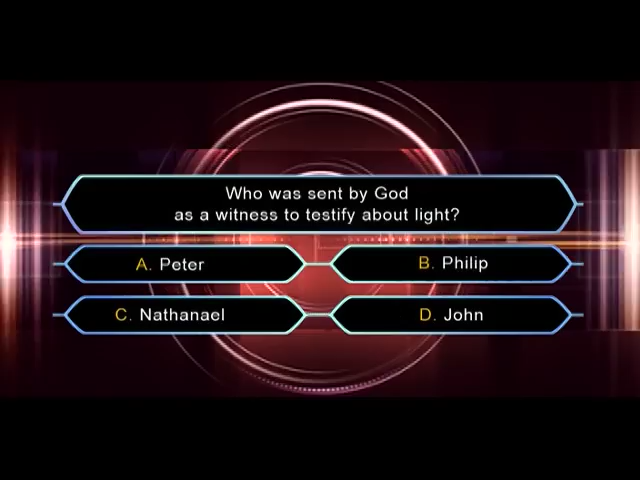 Who was sent by God
as a witness to testify about light?
A. Peter
B. Philip
C. Nathanael
D. John